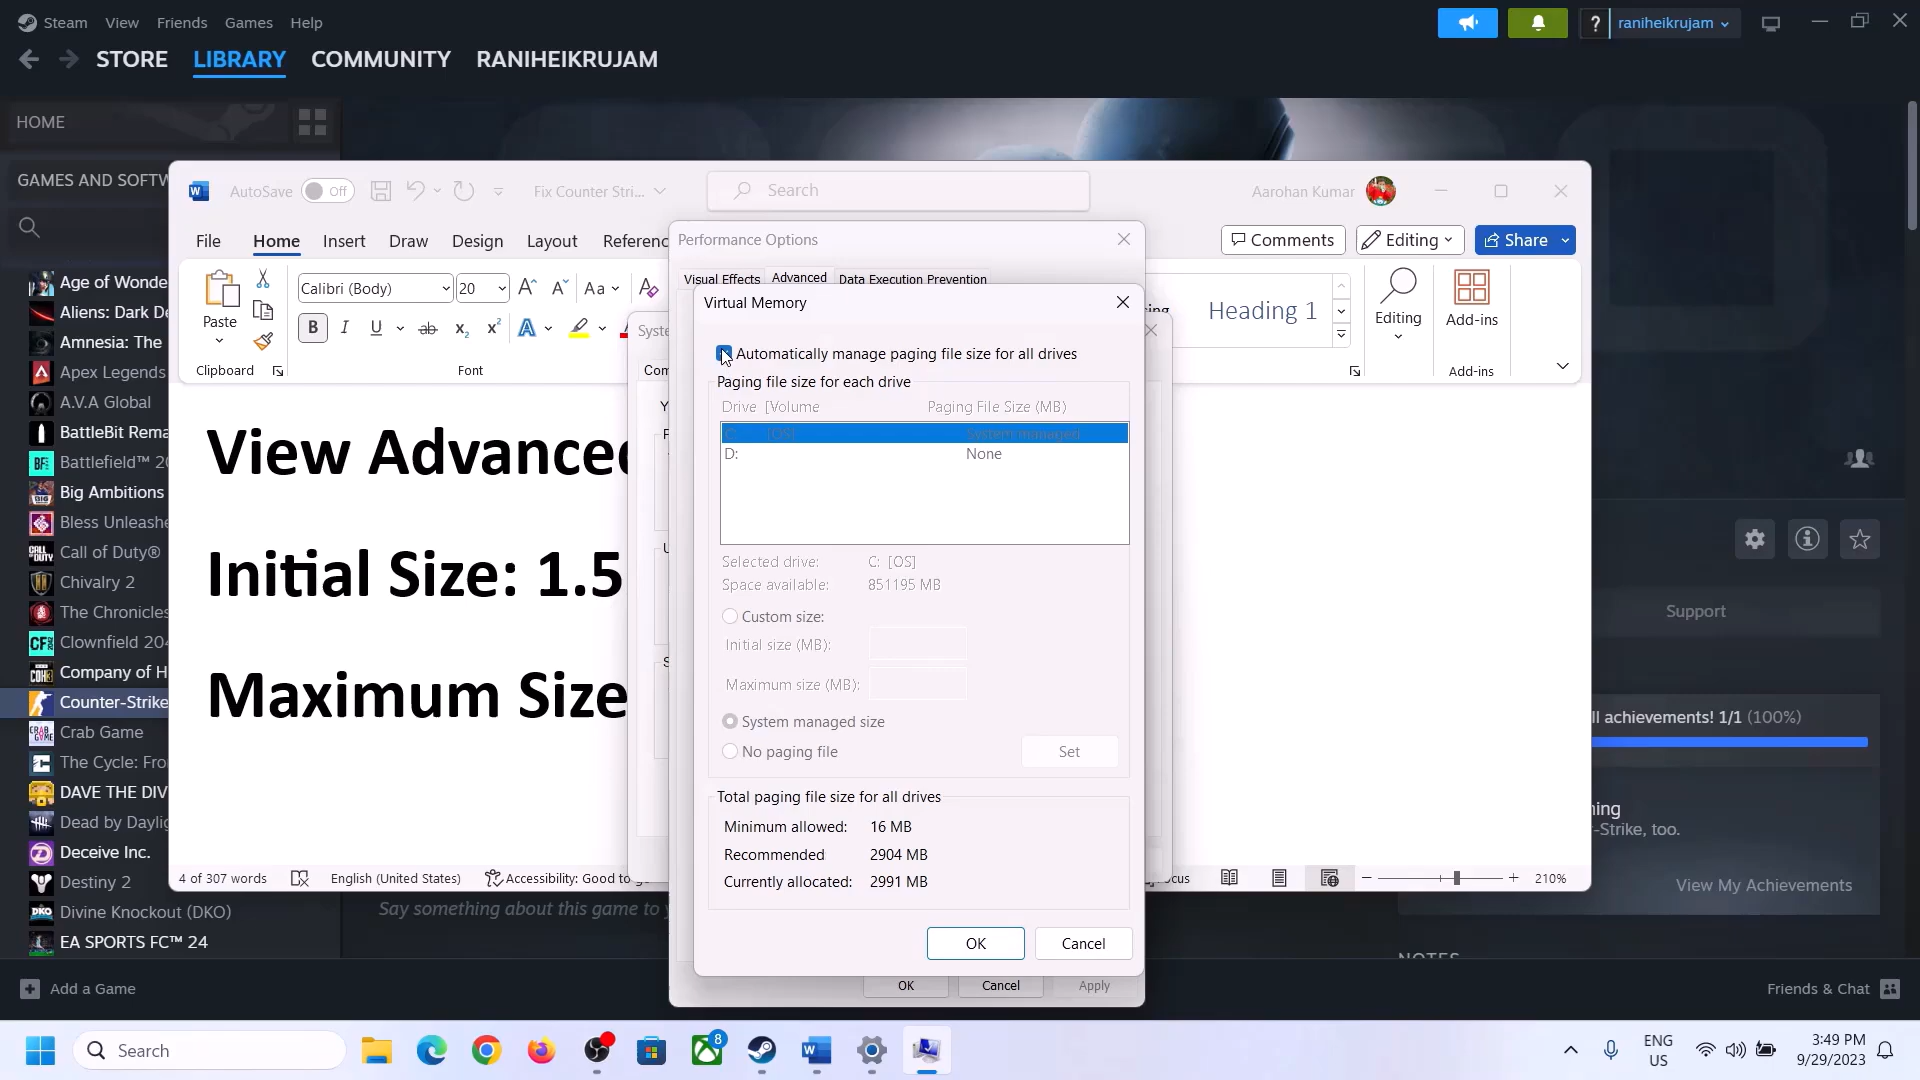 Steam View Friends Games Help
raniheikrujam
STORE LIBRARY COMMUNITY RANIHEIKRUJAM
HOME
GAMES AND SOFTW
Age of Wonde
Aliens: Dark De
Amnesia: The
Apex Legends
A.V.A Global
BattleBit Rema
Battlefield™ 20
Big Ambitions
Bless Unleashe
Call of Duty®
Chivalry 2
The Chronicles
Clownfield 204
Company of H
Counter-Strike
Crab Game
The Cycle: Fro
DAVE THE DIV
Dead by Daylig
Deceive Inc.
Destiny 2
Divine Knockout (DKO)
EA SPORTS FC™ 24
Add a Game
AutoSave Off
Fix Counter Stri...
Search
Aarohan Kumar
File Home Insert Draw Design Layout Referenc
Comments Editing Share
Paste
Calibri (Body) 20
Clipboard
Font
Heading 1
Editing
Add-ins
Add-ins
View Advanced
Initial Size: 1.5
Maximum Size
4 of 307 words English (United States) Accessibility: Good to
210%
Performance Options
Visual Effects Advanced Data Execution Prevention
Virtual Memory
Automatically manage paging file size for all drives
Paging file size for each drive
Drive [Volume Paging File Size (MB)
C: [OS] System managed
D: None
Selected drive: C: [OS]
Space available: 851195 MB
Custom size:
Initial size (MB):
Maximum size (MB):
System managed size
No paging file
Set
Total paging file size for all drives
Minimum allowed: 16 MB
Recommended 2904 MB
Currently allocated: 2991 MB
OK Cancel
OK Cancel Apply
Support
ll achievements! 1/1 (100%)
-Strike, too.
View My Achievements
Say something about this game to y
NOTES
Friends & Chat
Search
8
ENG
US
3:49 PM
9/29/2023